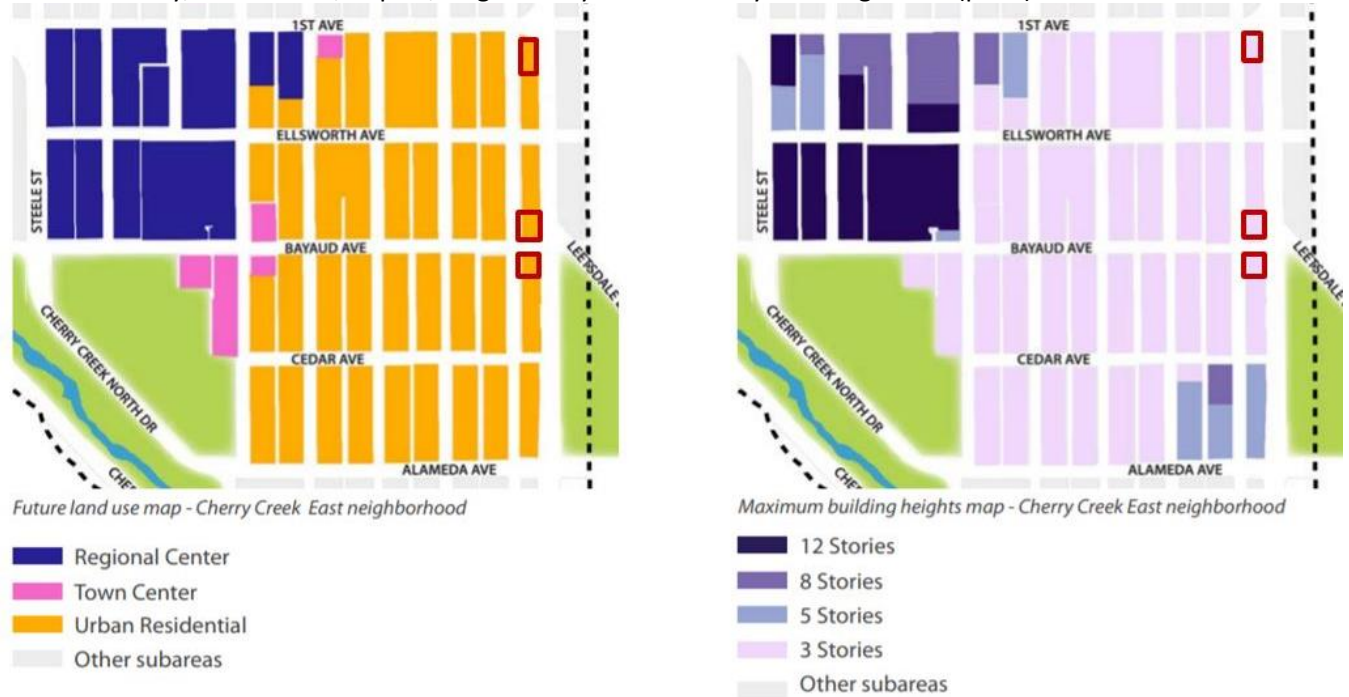 1ST AVE
ELLSWORTH AVE
STEELE ST
BAYAUD AVE
LEETSDALE
CHERRY CREEK NORTH DR
CEDAR AVE
ALAMEDA AVE
Future land use map - Cherry Creek East neighborhood
Regional Center
Town Center
Urban Residential
Other subareas
1ST AVE
ELLSWORTH AVE
STEELE ST
BAYAUD AVE
LEETSDALE
CHERRY CREEK NORTH DR
CEDAR AVE
ALAMEDA AVE
Maximum building heights map - Cherry Creek East neighborhood
12 Stories
8 Stories
5 Stories
3 Stories
Other subareas